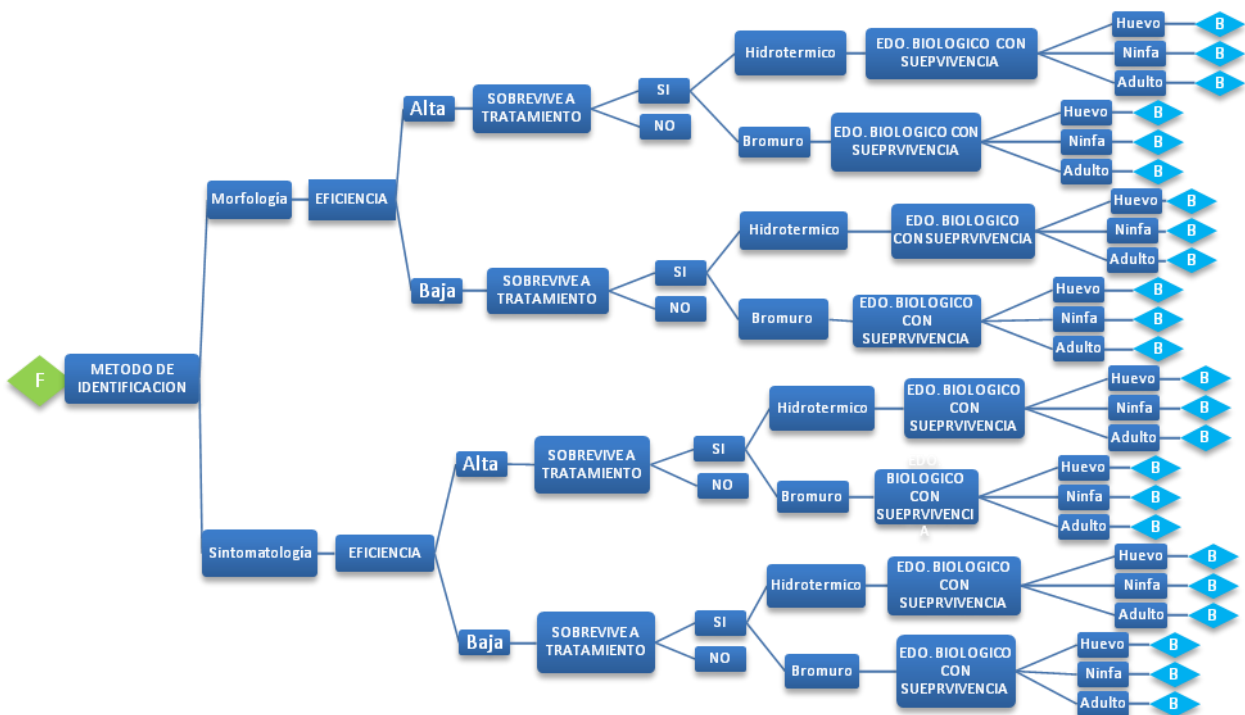 F
METODO DE
IDENTIFICACION
Morfologia
EFICIENCIA
Alta
SOBREVIVE A
TRATAMIENTO
SI
NO
Hidrotermico
EDO. BIOLOGICO CON
SUEPVIVENCIA
Huevo
B
Ninfa
B
Adulto
B
Bromuro
EDO. BIOLOGICO CON
SUEPRVIVENCIA
Huevo
B
Ninfa
B
Adulto
B
Baja
SOBREVIVE A
TRATAMIENTO
SI
NO
Hidrotermico
EDO. BIOLOGICO
CON SUEPRVIVENCIA
Huevo
B
Ninfa
B
Adulto
B
Bromuro
EDO. BIOLOGICO
CON
SUEPRVIVENCIA
Huevo
B
Ninfa
B
Adulto
B
Sintomatologia
EFICIENCIA
Alta
SOBREVIVE A
TRATAMIENTO
SI
NO
Hidrotermico
EDO. BIOLOGICO
CON
SUEPRVIVENCIA
Huevo
B
Ninfa
B
Adulto
B
Bromuro
EDO.
BIOLOGICO
CON
SUEPRVIVENCI
A
Huevo
B
Ninfa
B
Adulto
B
Baja
SOBREVIVE A
TRATAMIENTO
SI
NO
Hidrotermico
EDO. BIOLOGICO
CON
SUEPRVIVENCIA
Huevo
B
Ninfa
B
Adulto
B
Bromuro
EDO. BIOLOGICO
CON
SUEPRVIVENCIA
Huevo
B
Ninfa
B
Adulto
B